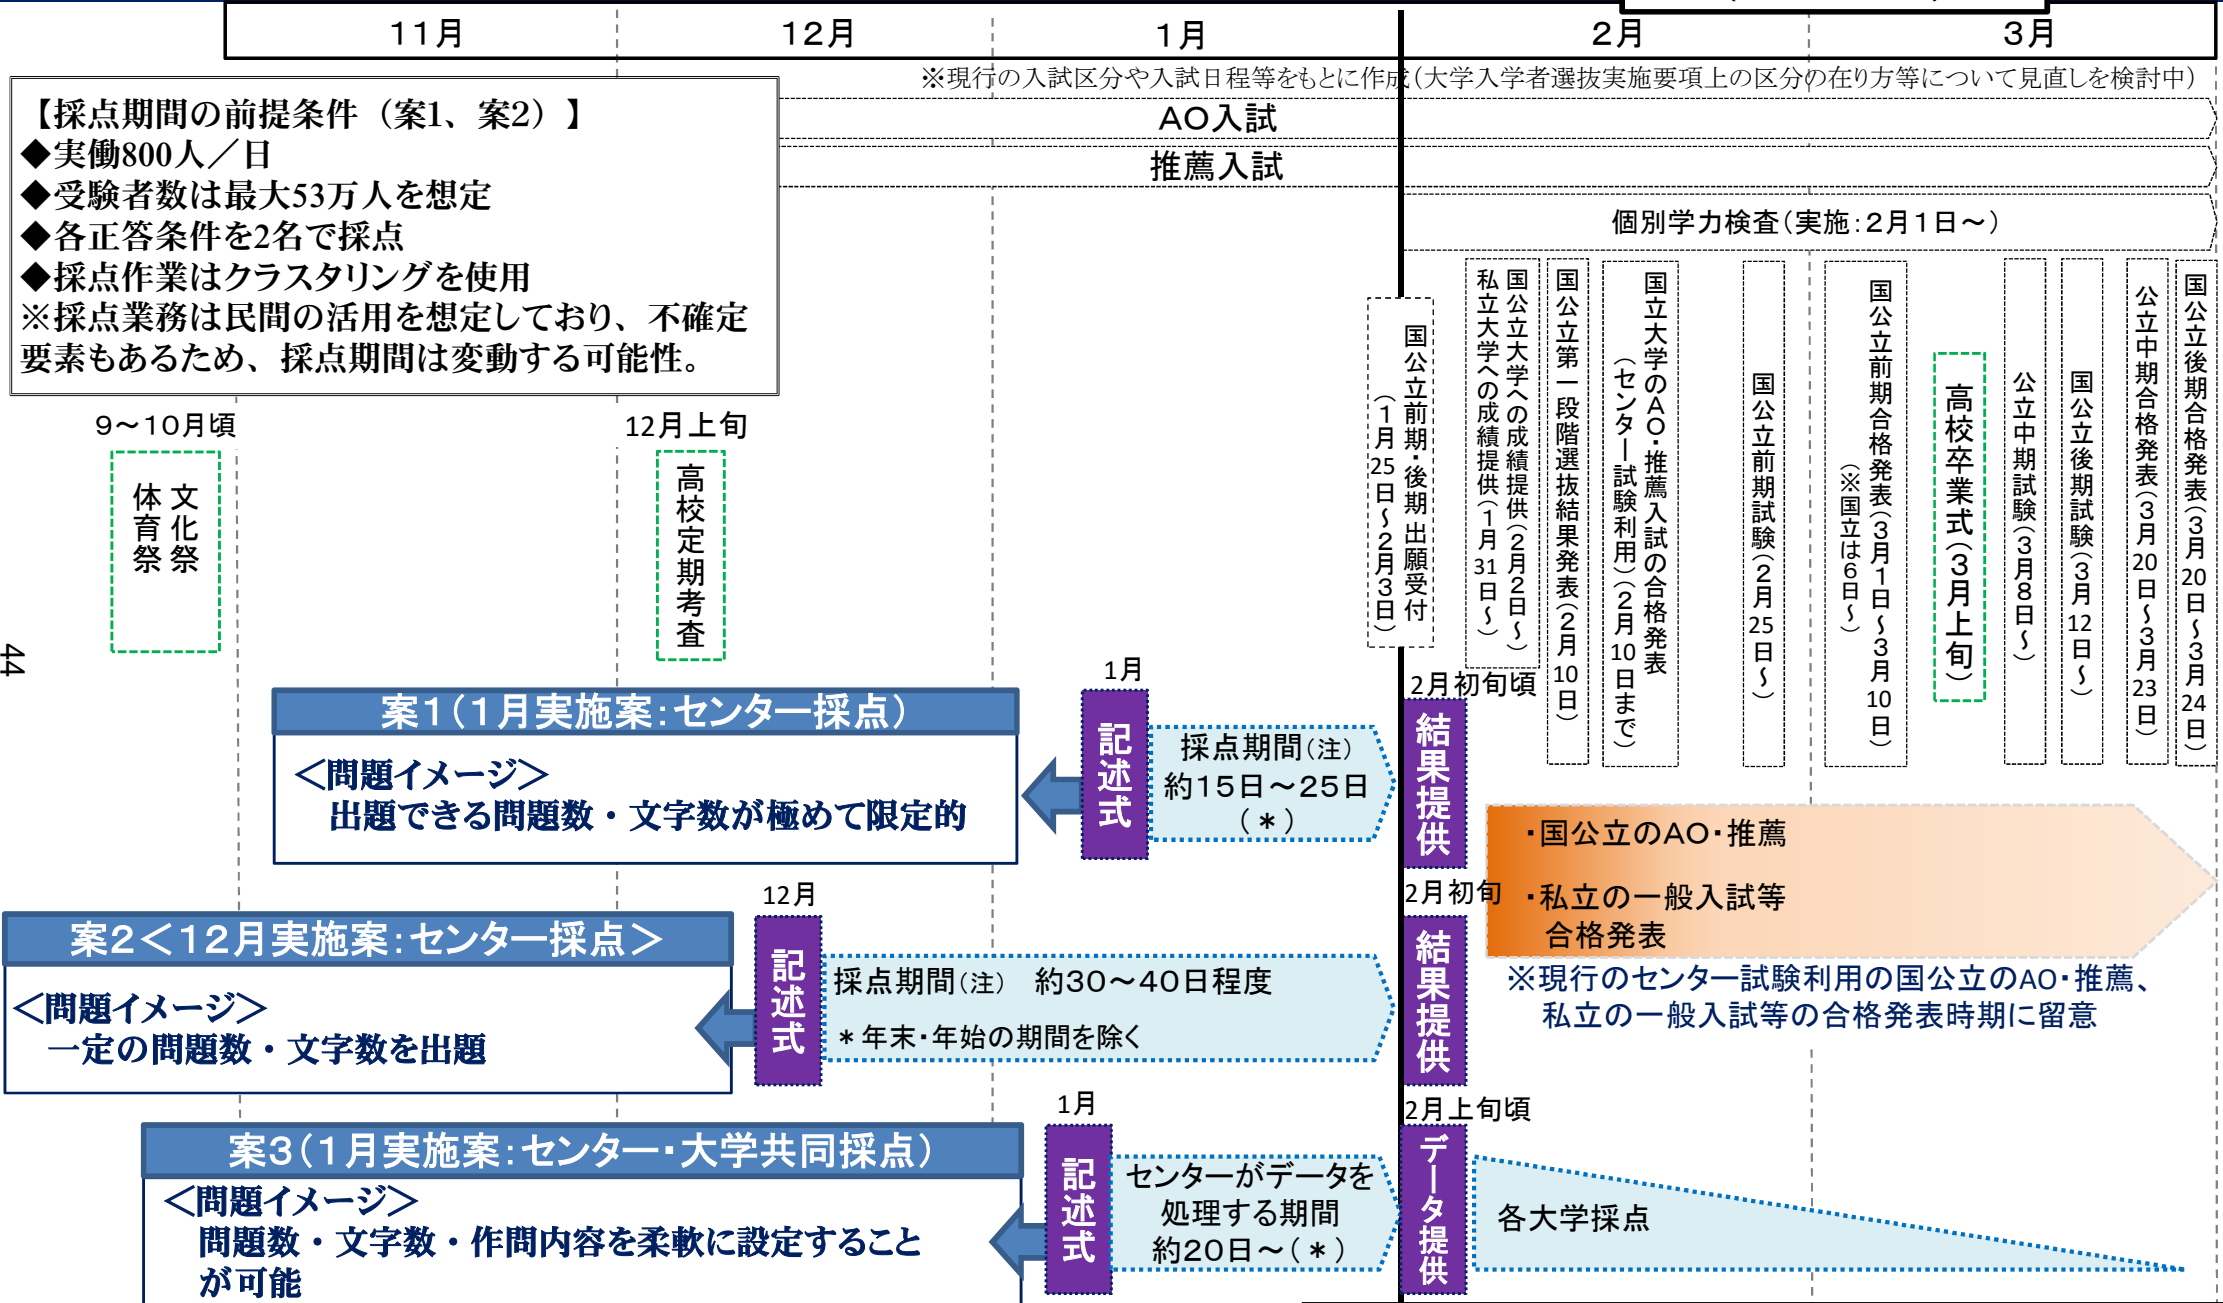 11月
12月
1月
2月
3月
※現行の入試区分や入試日程等をもとに作成(大学入学者選抜実施要項上の区分の在り方等について見直しを検討中)
【採点期間の前提条件（案1、案2）】
◆実働800人／日
◆受験者数は最大53万人を想定
◆各正答条件を2名で採点
◆採点作業はクラスタリングを使用
※採点業務は民間の活用を想定しており、不確定
要素もあるため、採点期間は変動する可能性。
AO入試
推薦入試
個別学力検査(実施:2月1日～)
9～10月頃
文化祭
体育祭
12月上旬
高校定期考査
国公立前期・後期出願受付
(1月25日～2月3日)
国公立大学への成績提供(2月2日～)
私立大学への成績提供(1月31日～)
国公立第一段階選抜結果発表(2月10日)
国立大学のAO・推薦入試の合格発表
(センター試験利用)(2月10日まで)
国公立前期試験(2月25日～)
国公立前期合格発表(3月1日～3月10日)
(※国立は6日～)
高校卒業式(3月上旬)
公立中期試験(3月8日～)
国公立後期試験(3月12日～)
公立中期合格発表(3月20日～3月23日)
国公立後期合格発表(3月20日～3月24日)
44
案1(1月実施案:センター採点)
＜問題イメージ＞
出題できる問題数・文字数が極めて限定的
1月
記述式
採点期間(注)
約15日～25日
(＊)
2月初旬頃
結果提供
・国公立のAO・推薦
・私立の一般入試等
合格発表
※現行のセンター試験利用の国公立のAO・推薦、
私立の一般入試等の合格発表時期に留意
案2＜12月実施案:センター採点＞
＜問題イメージ＞
一定の問題数・文字数を出題
12月
記述式
採点期間(注) 約30～40日程度
＊年末・年始の期間を除く
2月初旬
結果提供
案3(1月実施案:センター・大学共同採点)
＜問題イメージ＞
問題数・文字数・作問内容を柔軟に設定すること
が可能
1月
記述式
センターがデータを
処理する期間
約20日～(＊)
2月上旬頃
データ提供
各大学採点